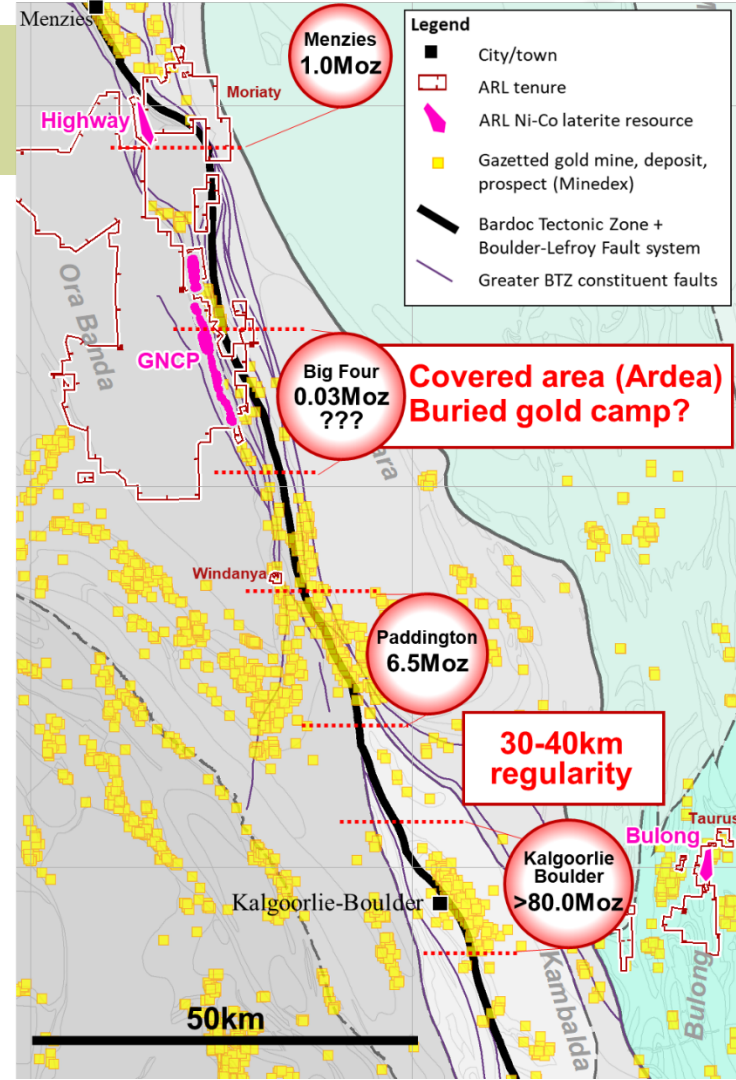 Menzies
Menzies
1.0Moz
Legend
City/town
ARL tenure
ARL Ni-Co laterite resource
Gazetted gold mine, deposit,
prospect (Minedex)
Bardoc Tectonic Zone +
Boulder-Lefroy Fault system
Greater BTZ constituent faults
Moriaty
Highway
Ora Banda
GNCP
Big Four
0.03Moz
???
Covered area (Ardea)
Buried gold camp?
Windanya
Paddington
6.5Moz
30-40km
regularity
Taurus
Bulong
Kalgoorlie
Boulder
>80.0Moz
Kalgoorlie-Boulder
Kambalda
Bulong
50km